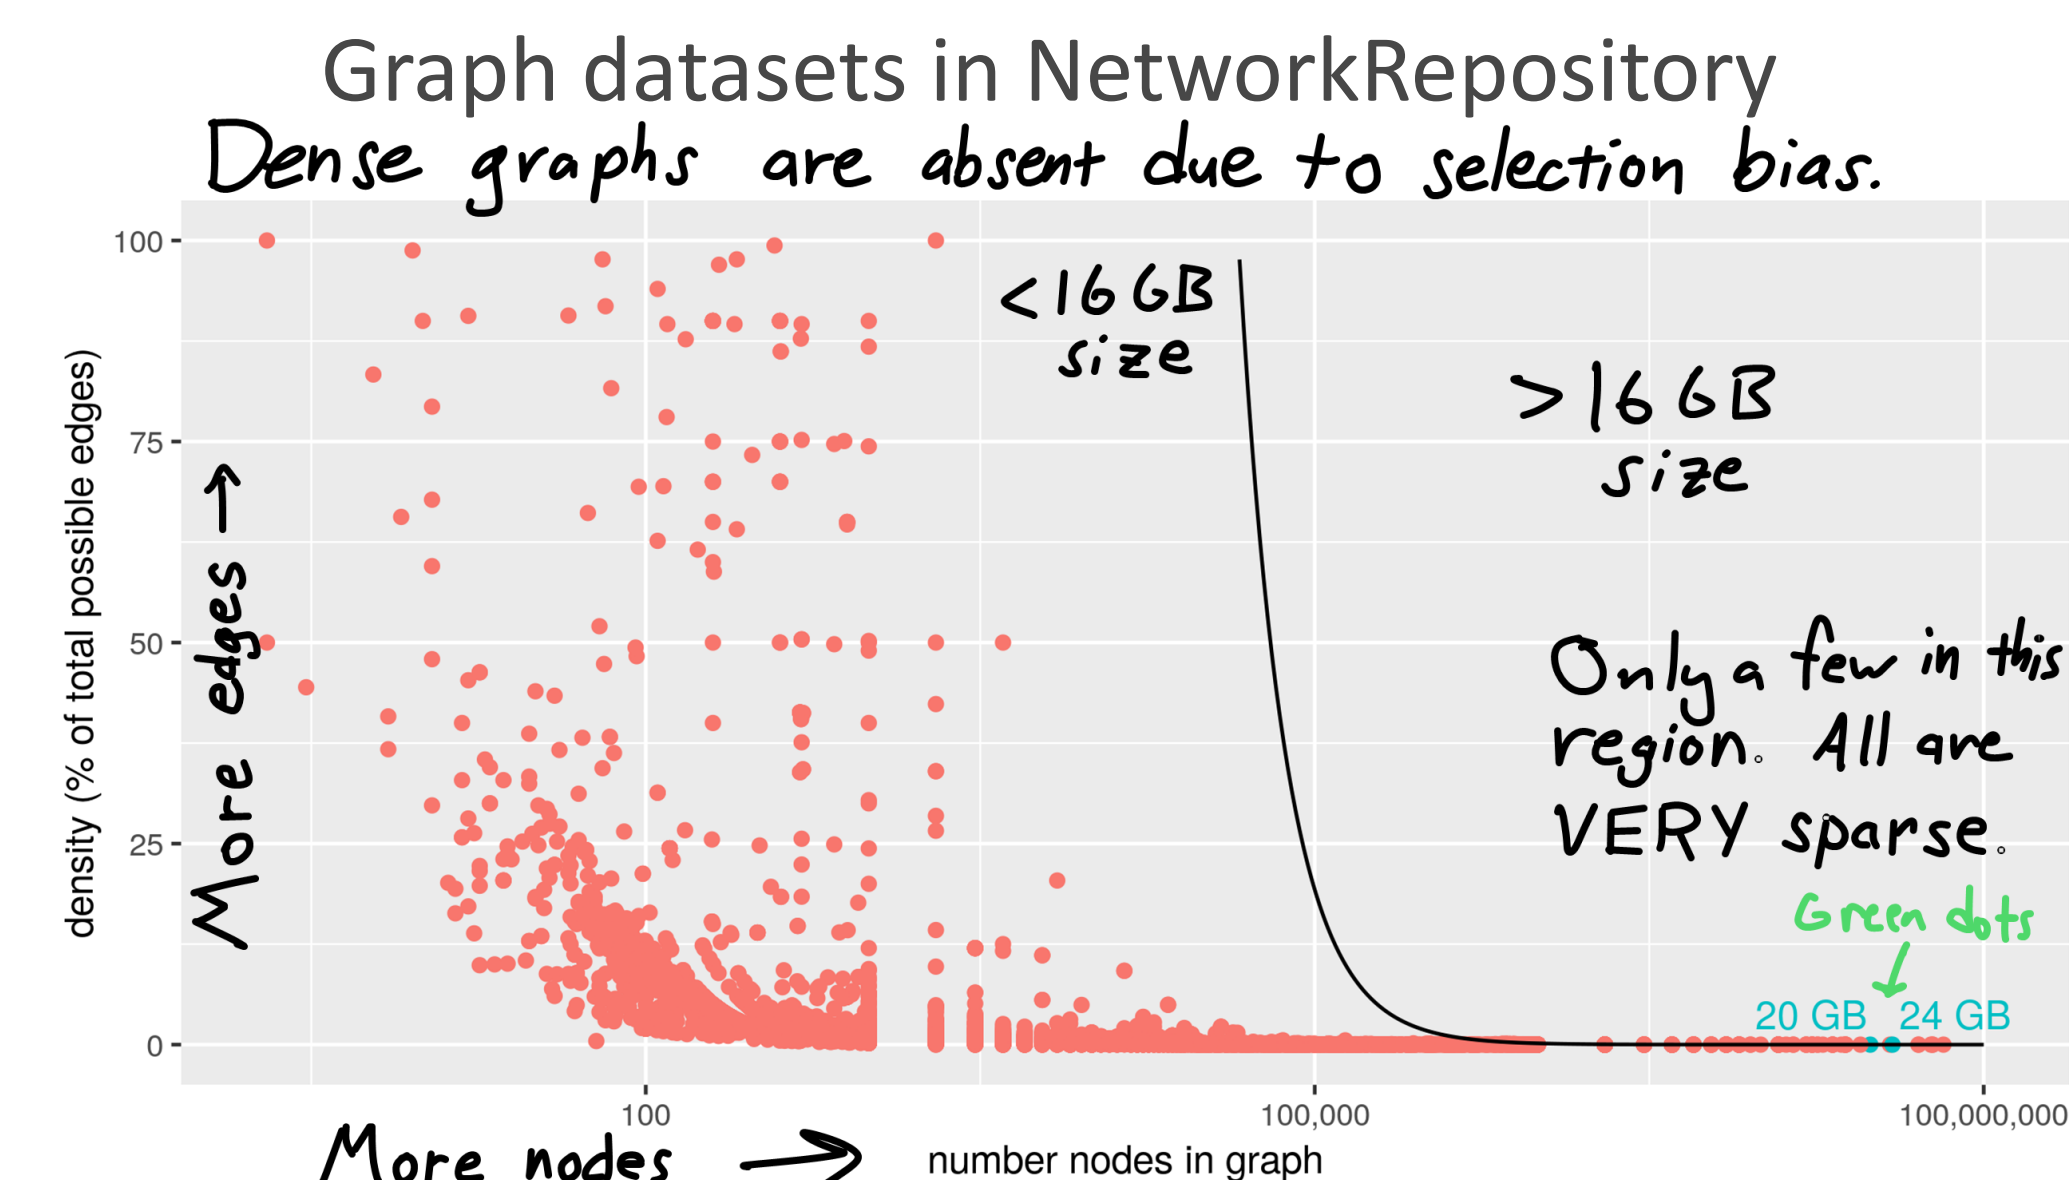 Graph datasets in NetworkRepository
Dense graphs are absent due to selection bias.
density (% of total possible edges)
More edges →
100
75
50
25
0
<16 GB
size
>16 GB
size
Only a few in this
region. All are
VERY sparse.
Green dots
20 GB 24 GB
100 100,000 100,000,000
More nodes → number nodes in graph